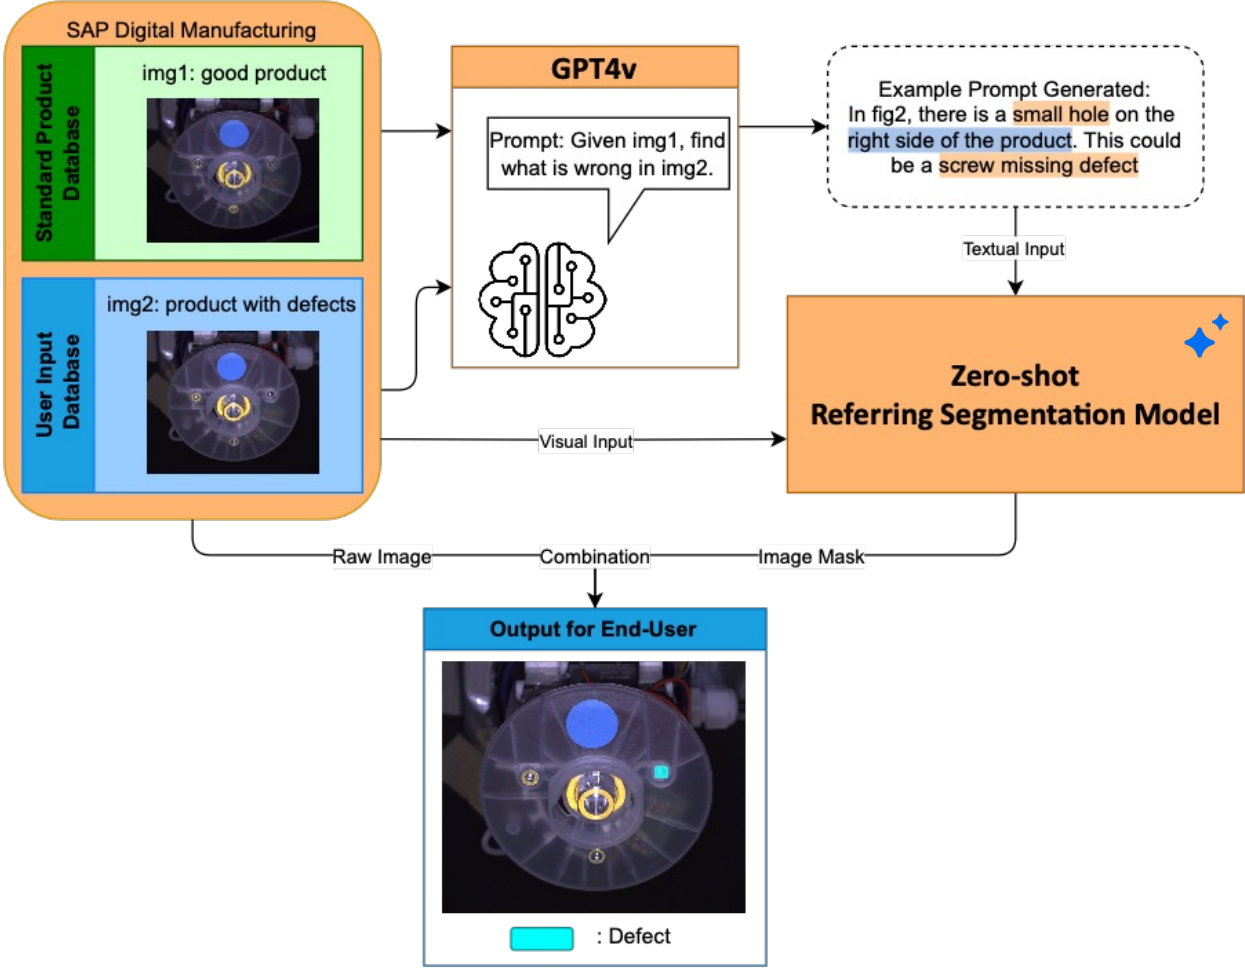 SAP Digital Manufacturing
Standard Product
Database
img1: good product
User Input
Database
img2: product with defects
GPT4v
Prompt: Given img1, find
what is wrong in img2.
Example Prompt Generated:
In fig2, there is a small hole on the
right side of the product. This could
be a screw missing defect
Textual Input
Zero-shot
Referring Segmentation Model
Visual Input
Raw Image
Combination
Image Mask
Output for End-User
: Defect